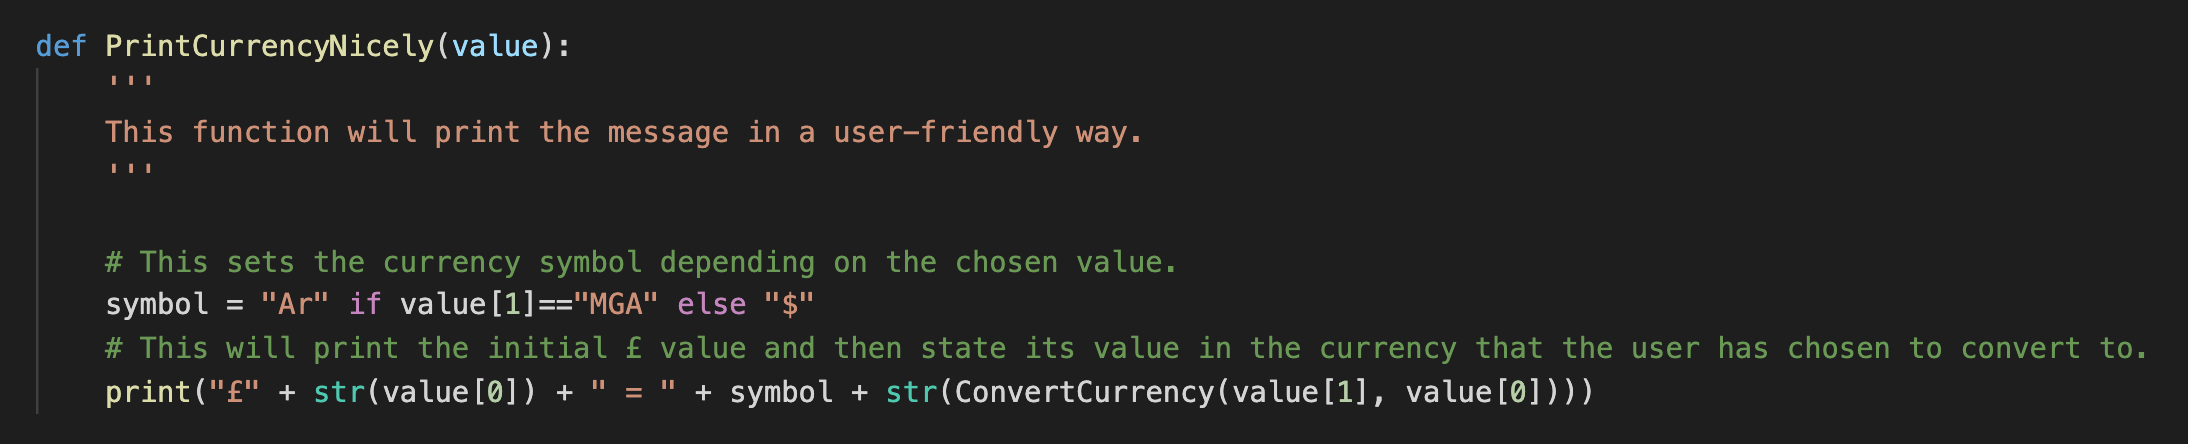 def PrintCurrencyNicely(value):
    '''
    This function will print the message in a user-friendly way.
    '''
    # This sets the currency symbol depending on the chosen value.
    symbol = "Ar" if value[1]=="MGA" else "$"
    # This will print the initial £ value and then state its value in the currency that the user has chosen to convert to.
    print("£" + str(value[0]) + " = " + symbol + str(ConvertCurrency(value[1], value[0])))